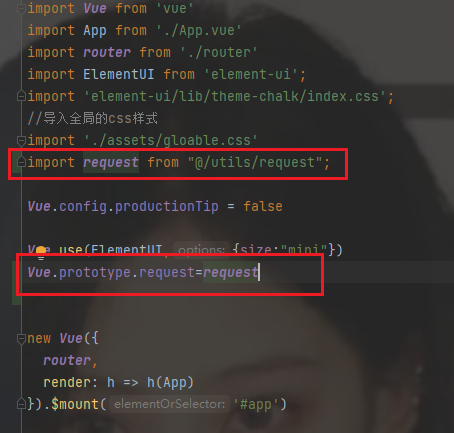 import Vue from 'vue'
import App from './App.vue'
import router from './router'
import ElementUI from 'element-ui';
import 'element-ui/lib/theme-chalk/index.css';
//导入全局的css样式
import './assets/gloable.css'
import request from "@/utils/request";
Vue.config.productionTip = false
Vue.use(ElementUI, options: {size:"mini"})
Vue.prototype.request=request
new Vue({
router,
render: h => h(App)
}).$mount( elementOrSelector: '#app')